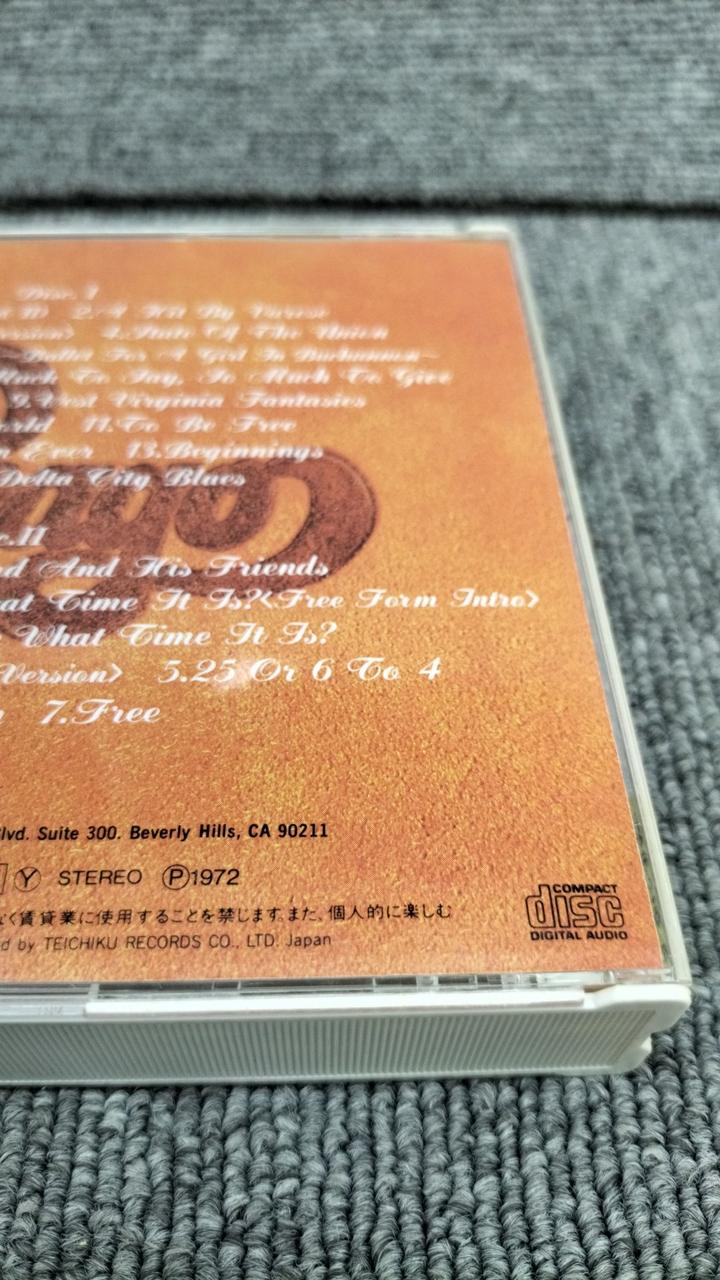 Disc.I
2.A Hit By Varese
4.State Of The Union
Ballet For A Girl In Buchannon~
Much To Say, So Much To Give
9.West Virginia Fantasies
11.To Be Free
Ever 13.Beginnings
Delta City Blues
.II
And His Friends
at Time It Is?<Free Form Intro>
What Time It Is?
Version> 5.25 Or 6 To 4
7.Free
lvd. Suite 300. Beverly Hills, CA 90211
Y STEREO Ⓟ1972
なく賃貸業に使用することを禁じます。また、個人的に楽しむ
d by TEICHIKU RECORDS CO., LTD. Japan
COMPACT
disc
DIGITAL AUDIO